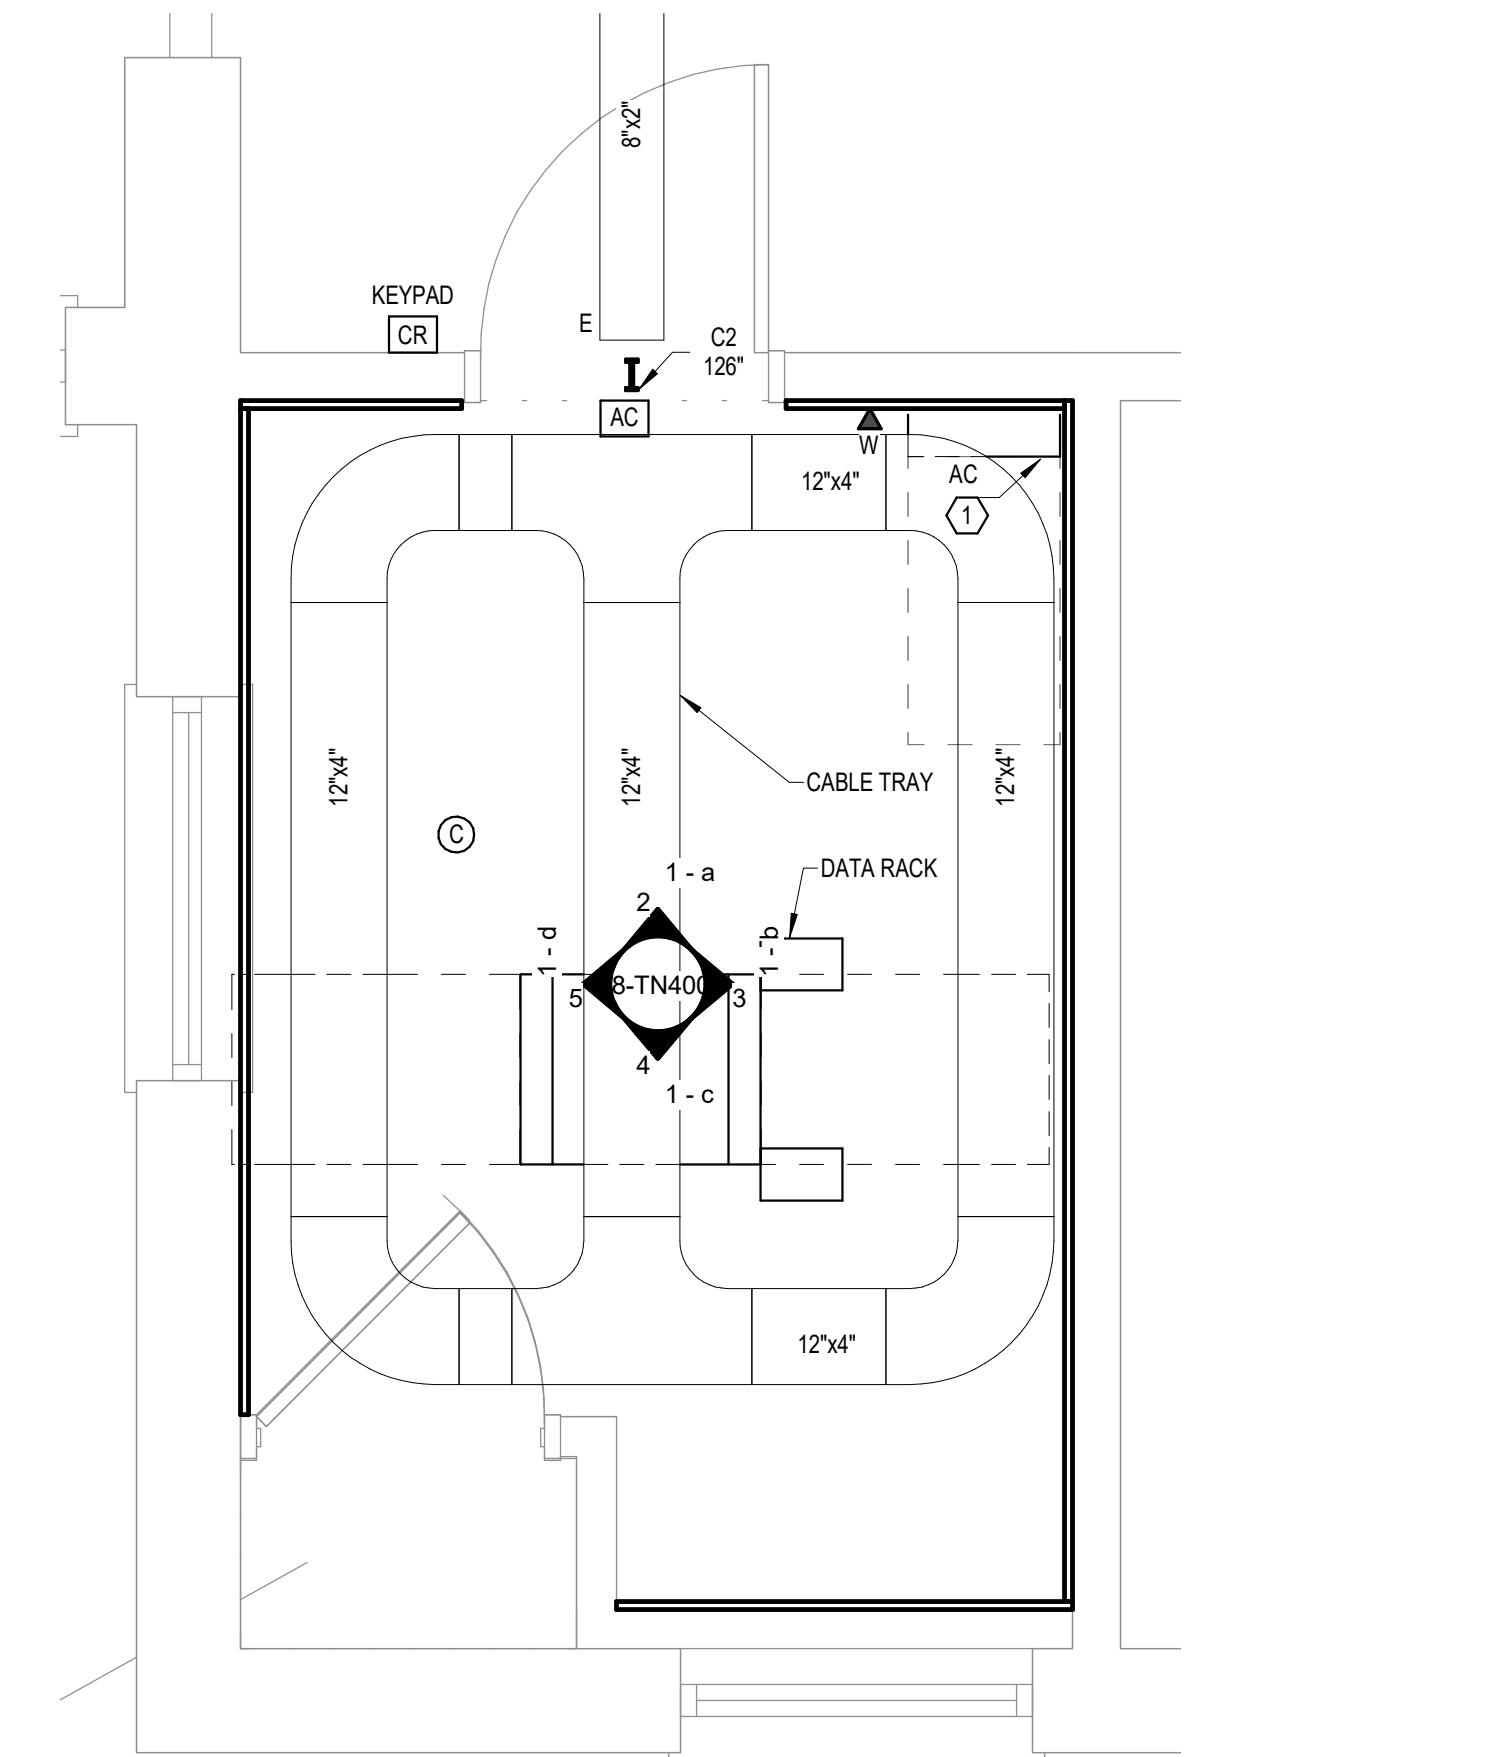 8"x2"
KEYPAD
CR
E
C2
126"
AC
W
12"x4"
AC
1
12"x4"
12"x4"
12"x4"
CABLE TRAY
C
1 - a
DATA RACK
2
1 - d
1 - b
8-TN400
5
3
4
1 - c
12"x4"